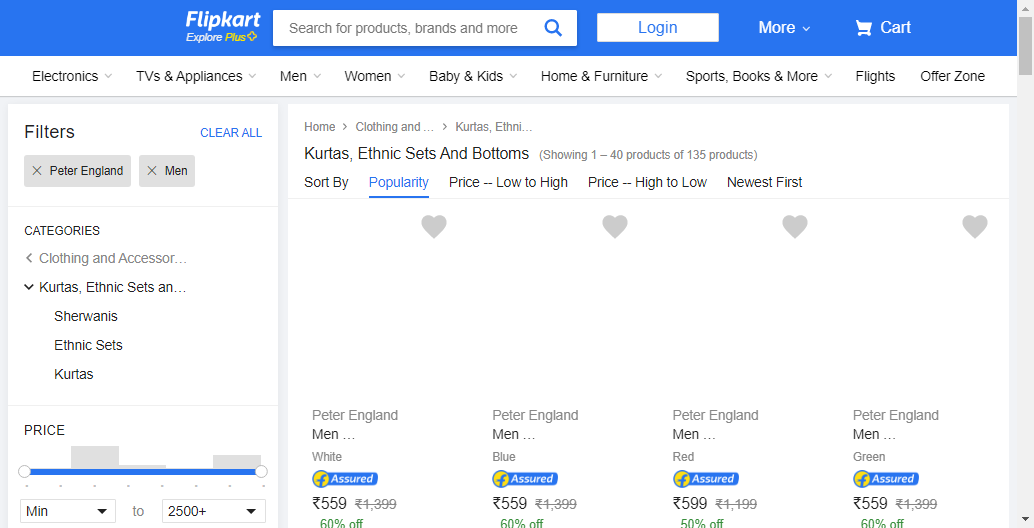 Flipkart
Explore Plus
Search for products, brands and more
Login
More
Cart
Electronics
TVs & Appliances
Men
Women
Baby & Kids
Home & Furniture
Sports, Books & More
Flights
Offer Zone
Filters
CLEAR ALL
Peter England
Men
CATEGORIES
Clothing and Accessor…
Kurtas, Ethnic Sets an…
Sherwanis
Ethnic Sets
Kurtas
PRICE
Min
to
2500+
Home
Clothing and …
Kurtas, Ethni…
Kurtas, Ethnic Sets And Bottoms (Showing 1 – 40 products of 135 products)
Sort By
Popularity
Price -- Low to High
Price -- High to Low
Newest First
Peter England
Men …
White
Assured
₹559 ₹1,399
60% off
Peter England
Men …
Blue
Assured
₹559 ₹1,399
60% off
Peter England
Men …
Red
Assured
₹599 ₹1,199
50% off
Peter England
Men …
Green
Assured
₹559 ₹1,399
60% off